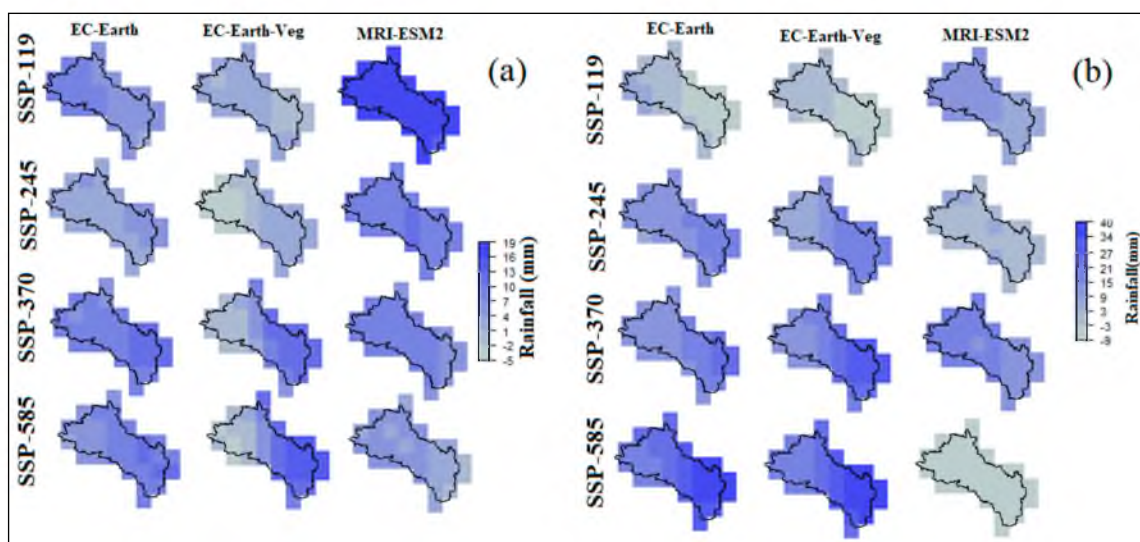 EC-Earth EC-Earth-Veg MRI-ESM2
(a)
SSP-119
SSP-245
SSP-370
SSP-585
19
16
13
10
7
4
2
-1
-2
-5
Rainfall (mm)
EC-Earth EC-Earth-Veg MRI-ESM2
(b)
SSP-119
SSP-245
SSP-370
SSP-585
40
34
27
21
15
9
3
-3
-9
Rainfall(mm)